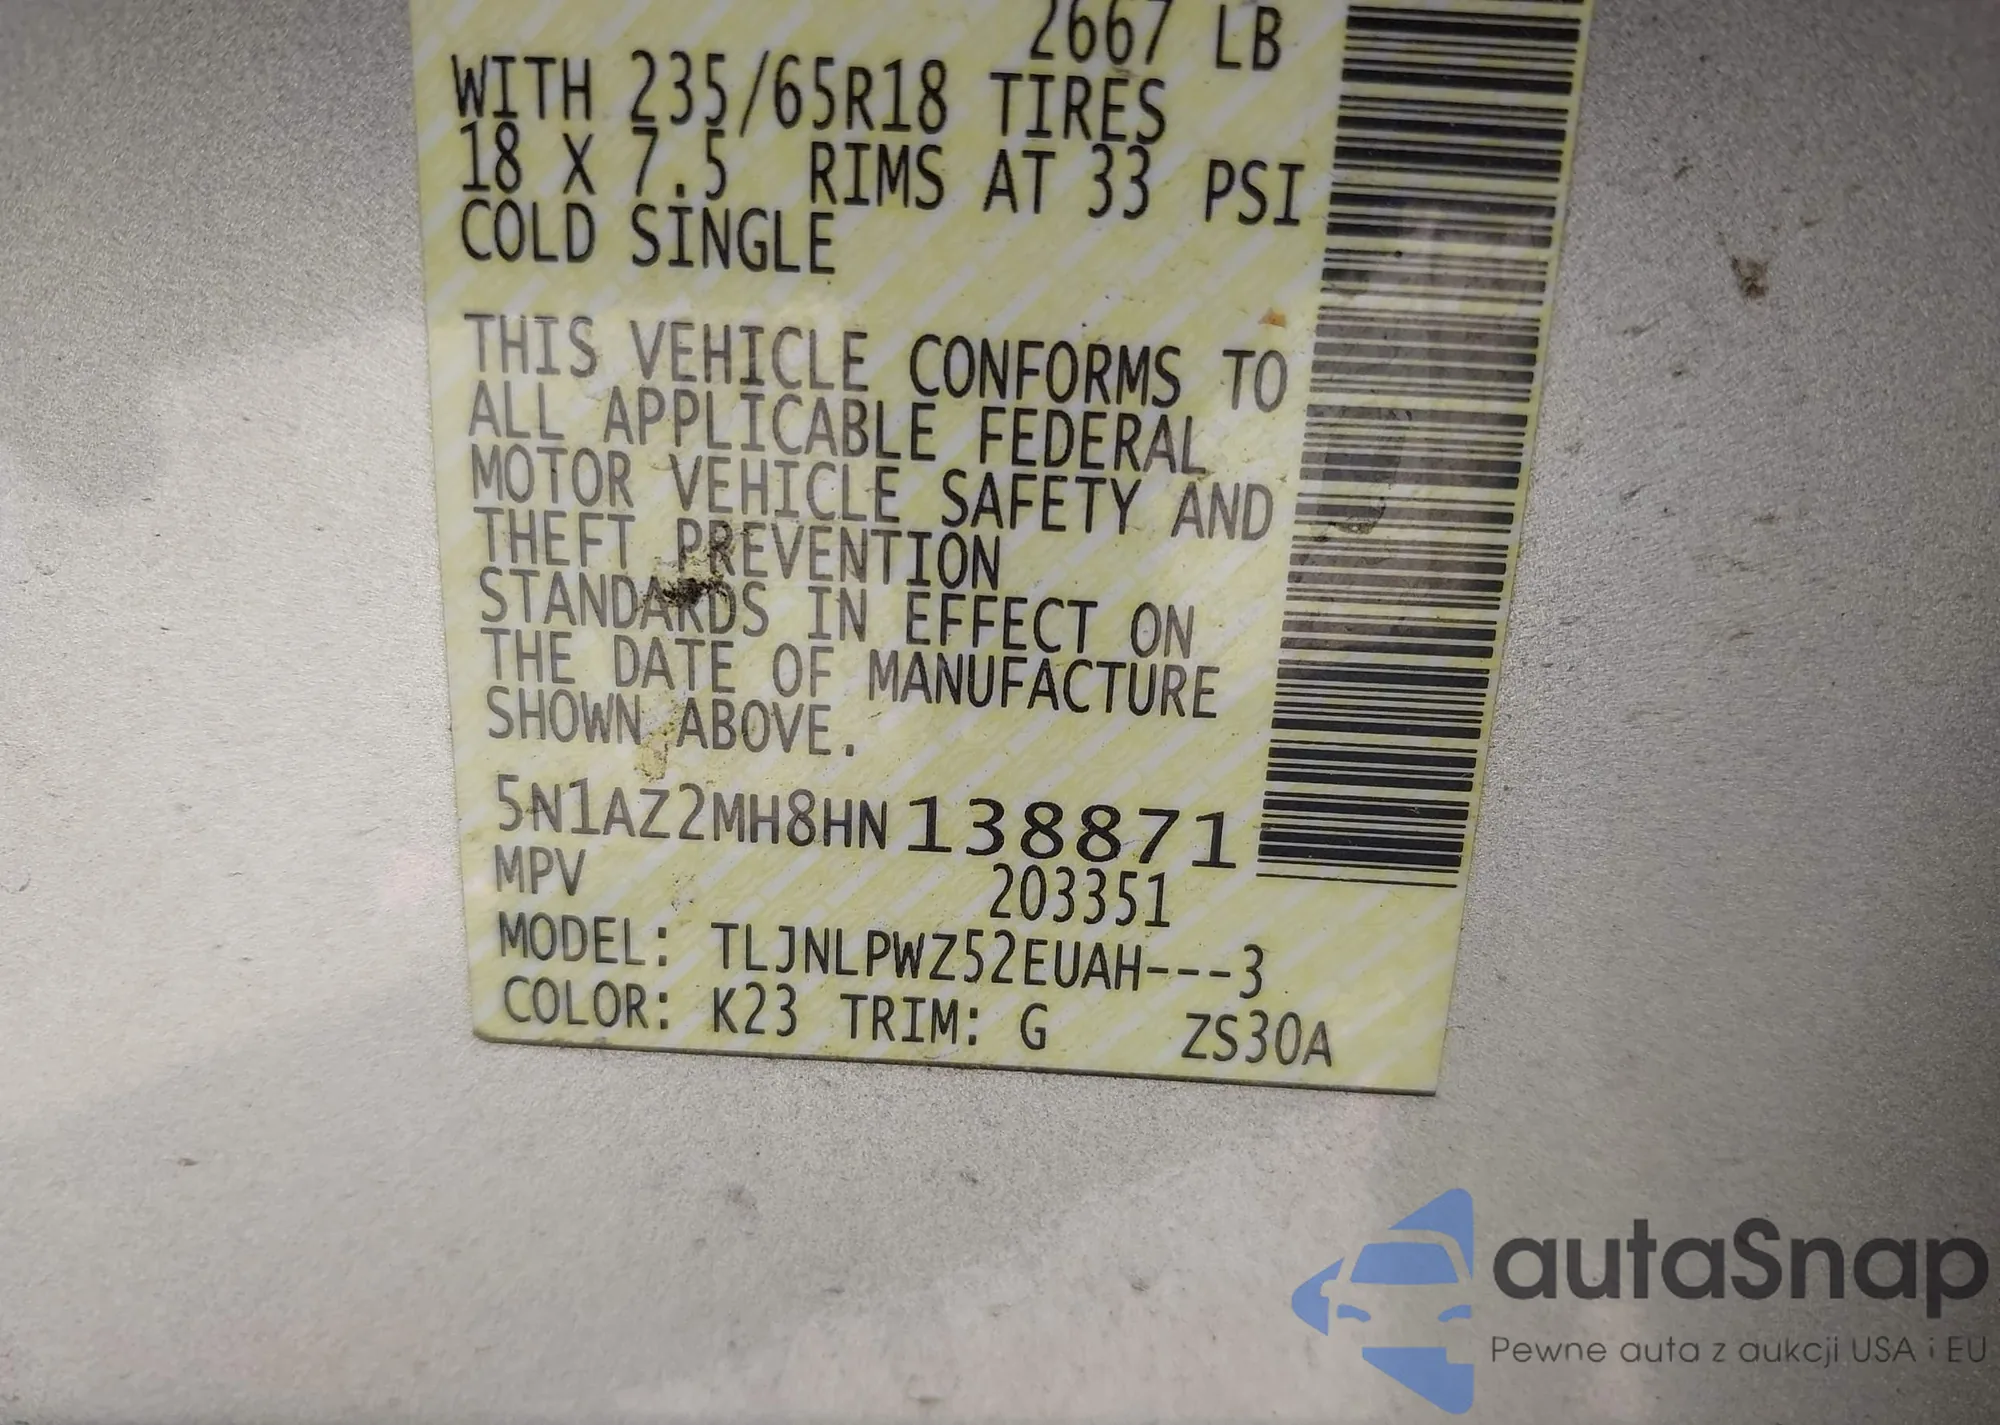 2667 LB
WITH 235/65R18 TIRES
18 X 7.5 RIMS AT 33 PSI
COLD SINGLE
THIS VEHICLE CONFORMS TO
ALL APPLICABLE FEDERAL
MOTOR VEHICLE SAFETY AND
THEFT PREVENTION
STANDARDS IN EFFECT ON
THE DATE OF MANUFACTURE
SHOWN ABOVE.
5N1AZ2MH8HN138871
MPV 203351
MODEL: TLJNLPWZ52EUAH---3
COLOR: K23 TRIM: G ZS30A
autaSnap
Pewne auta z aukcji USA i EU